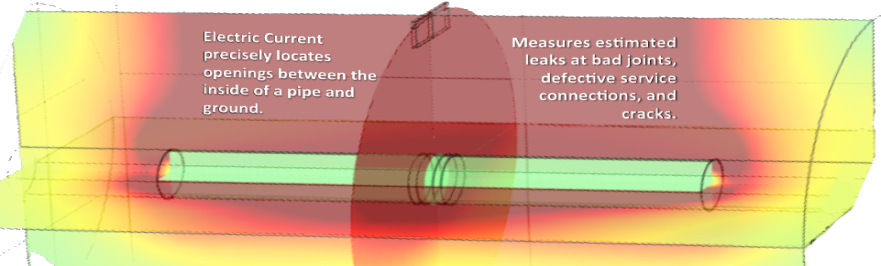 Electric Current
precisely locates
openings between the
inside of a pipe and
ground.
Measures estimated
leaks at bad joints,
defective service
connections, and
cracks.